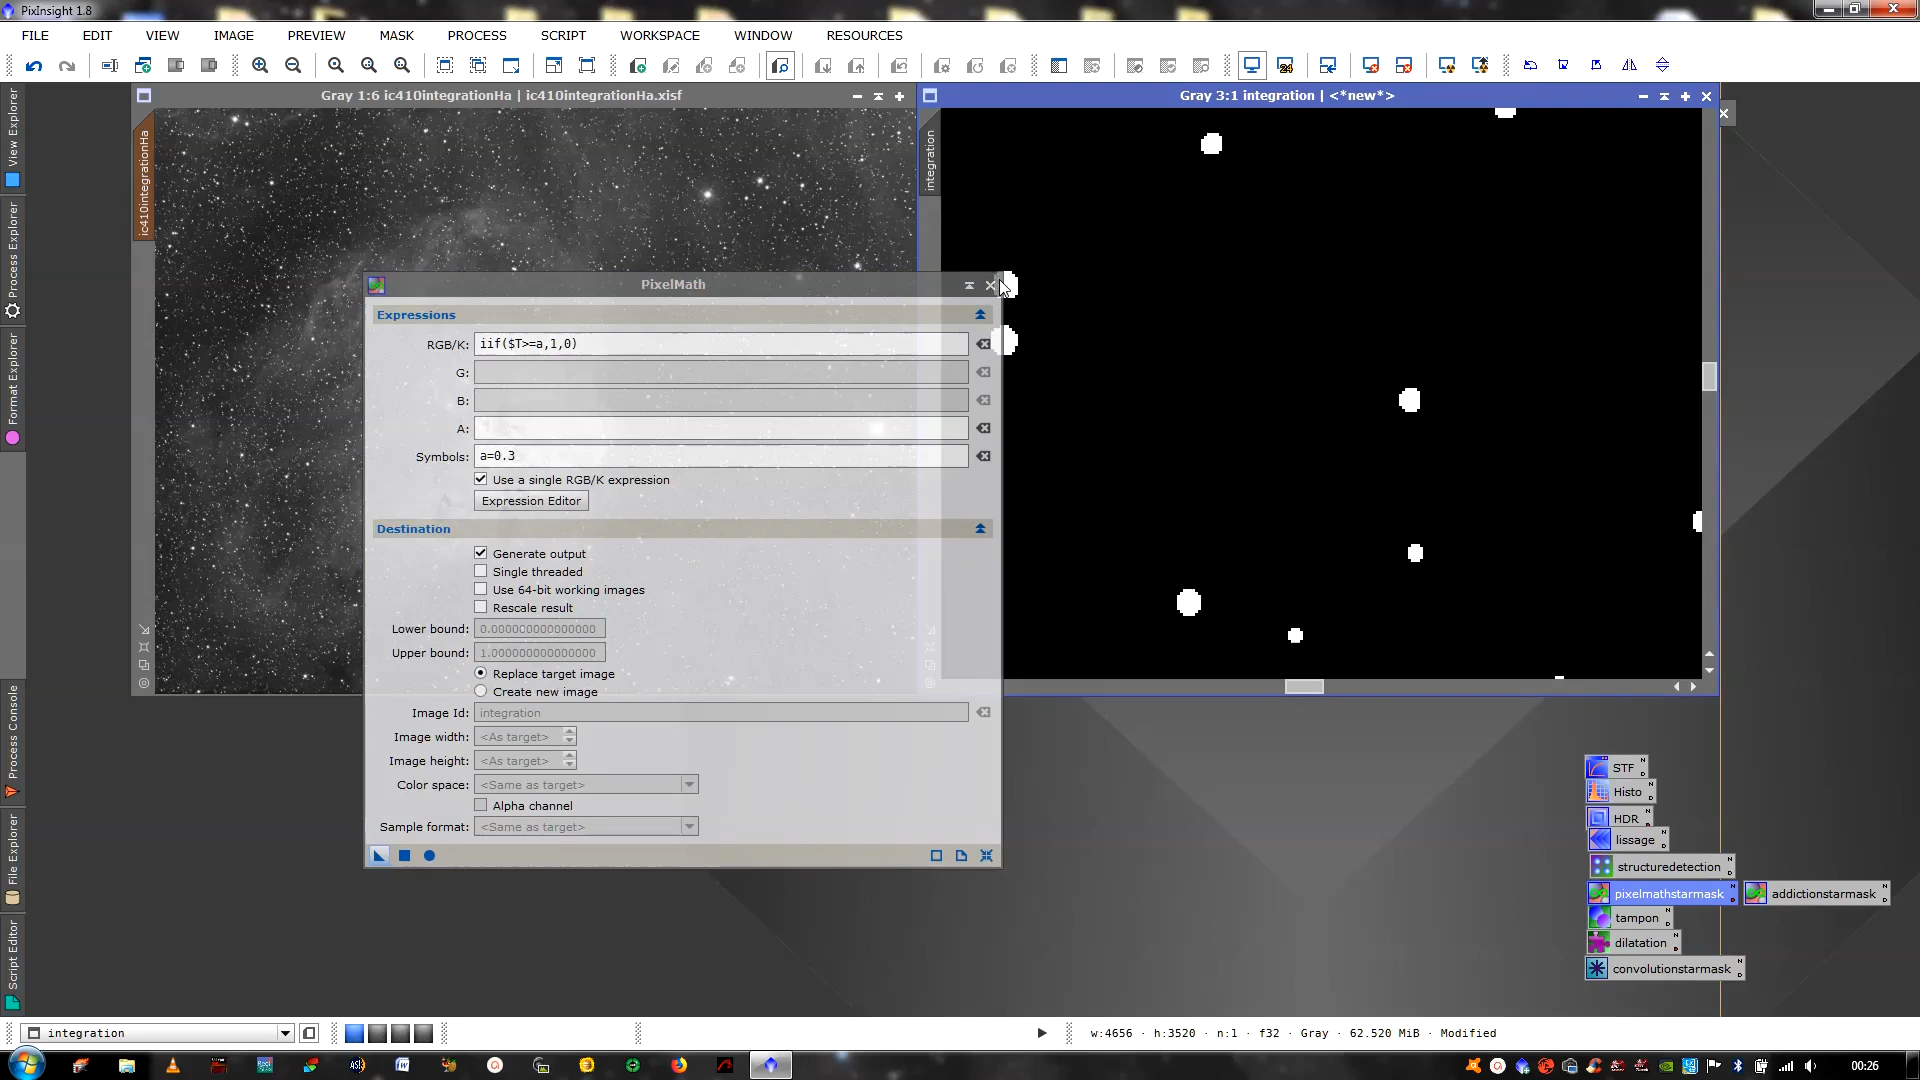 PixInsight 1.8
FILE EDIT VIEW IMAGE PREVIEW MASK PROCESS SCRIPT WORKSPACE WINDOW RESOURCES
24
Gray 1:6 ic410integrationHa | ic410integrationHa.xisf
Gray 3:1 integration | <*new*>
View Explorer
Process Explorer
Format Explorer
Process Console
File Explorer
Script Editor
ic410integrationHa
integration
PixelMath
Expressions
RGB/K: iif($T>=a,1,0)
G:
B:
A:
Symbols: a=0.3
Use a single RGB/K expression
Expression Editor
Destination
Generate output
Single threaded
Use 64-bit working images
Rescale result
Lower bound: 0.000000000000000
Upper bound: 1.000000000000000
Replace target image
Create new image
Image Id: integration
Image width: <As target>
Image height: <As target>
Color space: <Same as target>
Alpha channel
Sample format: <Same as target>
STF
Histo
HDR
lissage
structuredetection
pixelmathstarmask addictionstarmask
tampon
dilatation
convolutionstarmask
integration
w:4656 · h:3520 · n:1 · f32 · Gray · 62.520 MiB · Modified
00:26